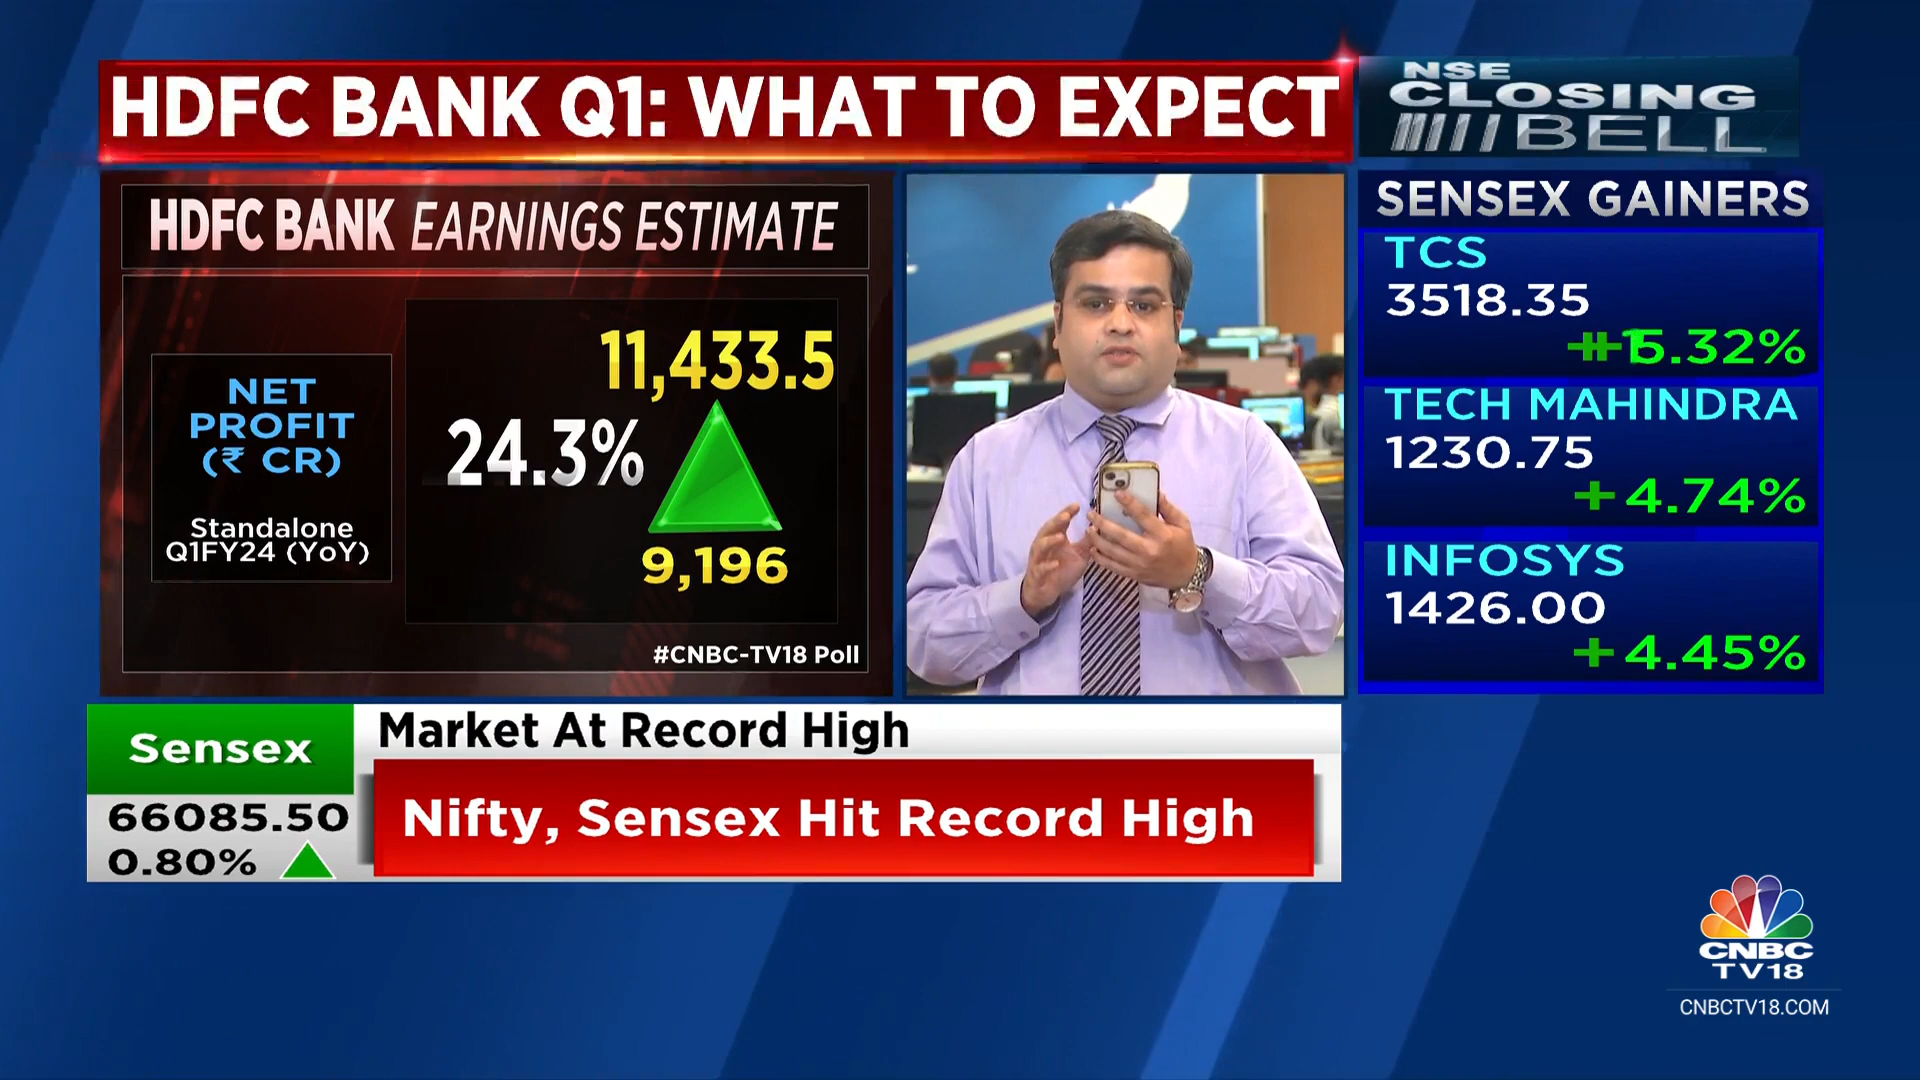 HDFC BANK Q1: WHAT TO EXPECT
NSE
CLOSING
BELL
HDFC BANK EARNINGS ESTIMATE
NET
PROFIT
(₹ CR)
Standalone
Q1FY24 (YoY)
11,433.5
24.3%
9,196
#CNBC-TV18 Poll
SENSEX GAINERS
TCS
3518.35
TECH MAHINDRA
1230.75
+4.74%
INFOSYS
1426.00
+4.45%
Sensex
66085.50
0.80%
Market At Record High
Nifty, Sensex Hit Record High
CNBC
TV18
CNBCTV18.COM